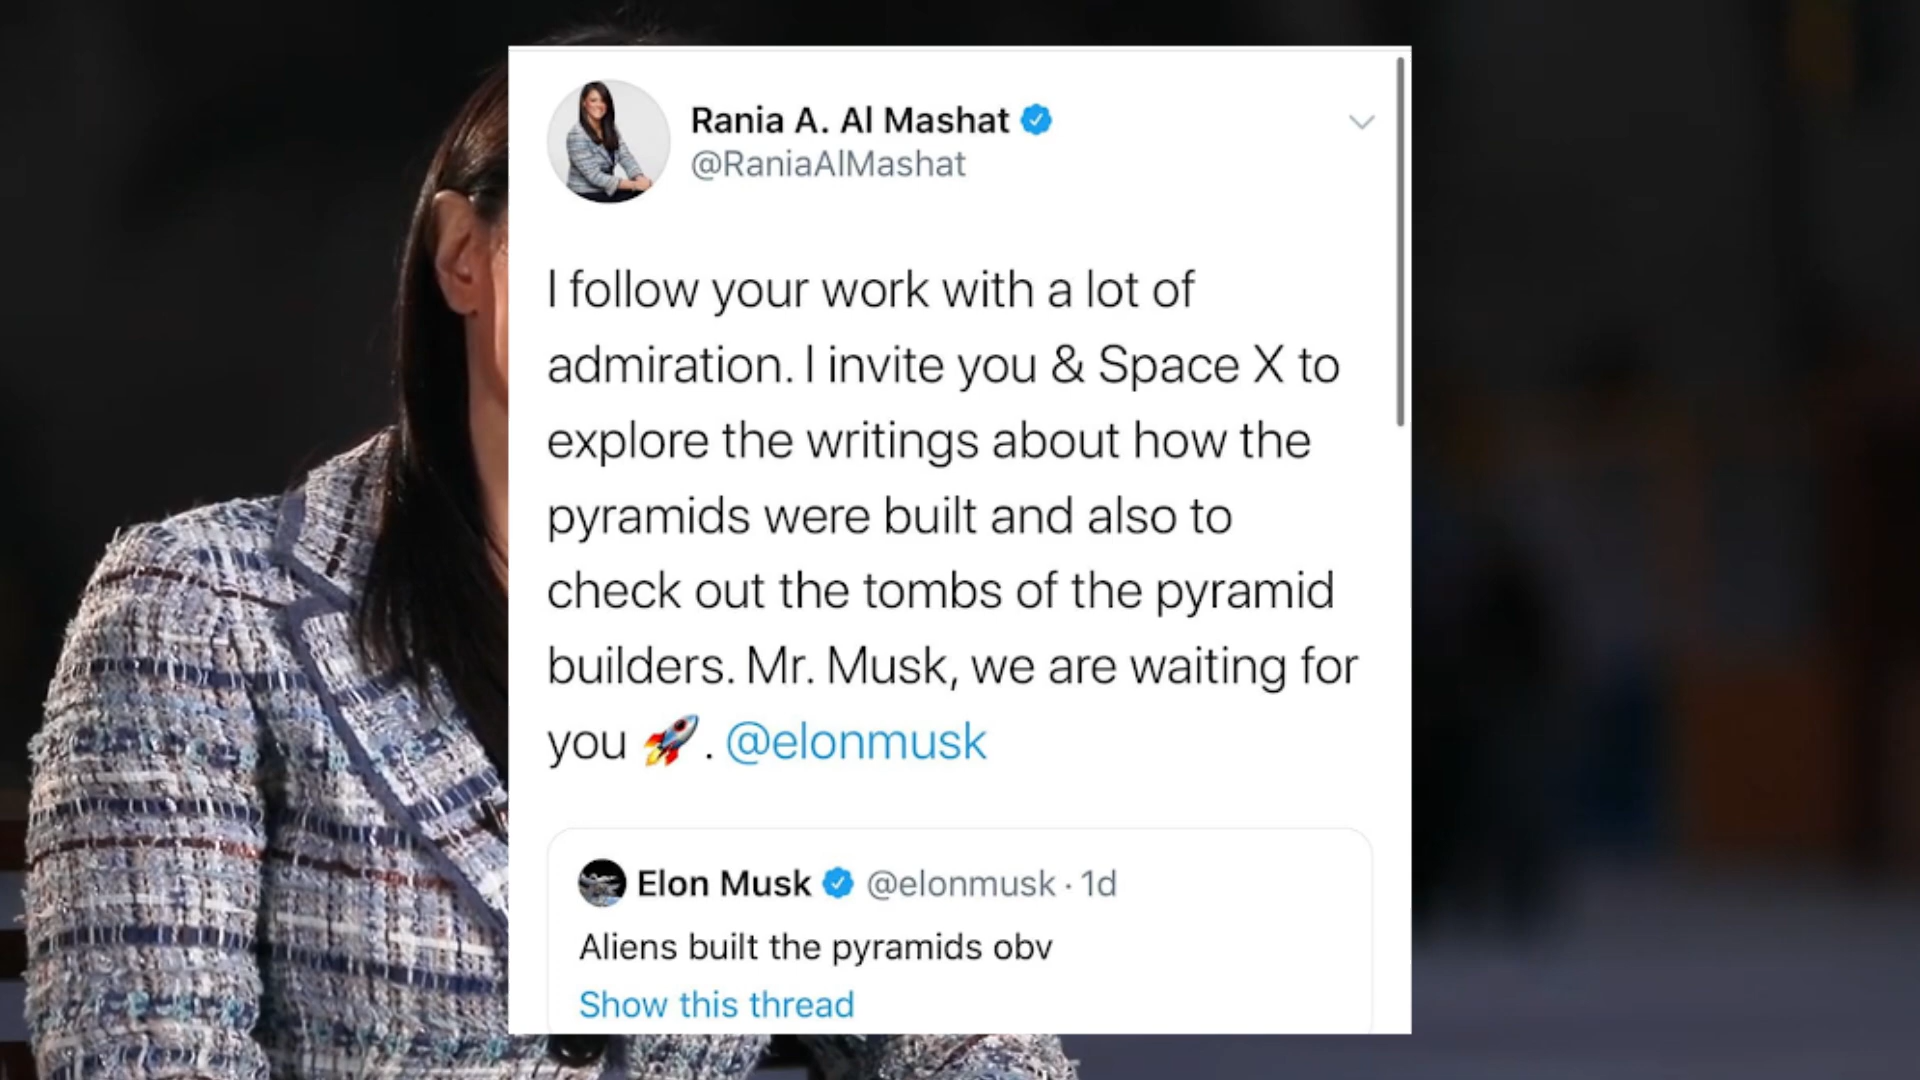 Rania A. Al Mashat
@RaniaAlMashat
I follow your work with a lot of
admiration. I invite you & Space X to
explore the writings about how the
pyramids were built and also to
check out the tombs of the pyramid
builders. Mr. Musk, we are waiting for
you 🚀. @elonmusk
Elon Musk @elonmusk · 1d
Aliens built the pyramids obv
Show this thread